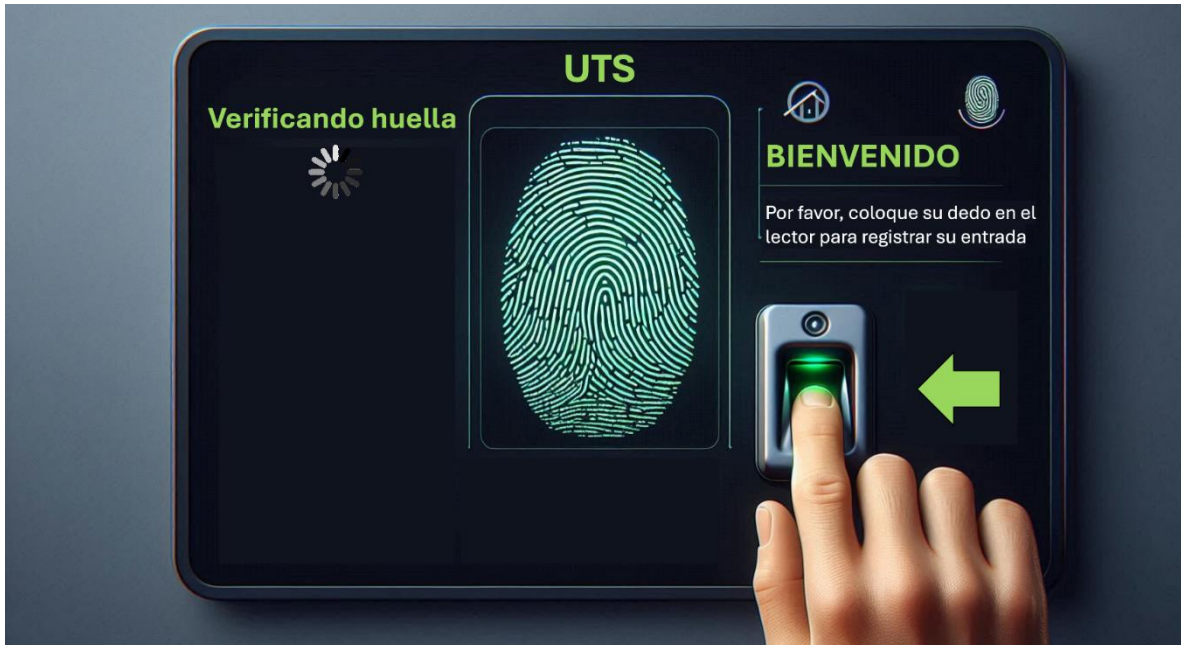 UTS
Verificando huella
BIENVENIDO
Por favor, coloque su dedo en el
lector para registrar su entrada